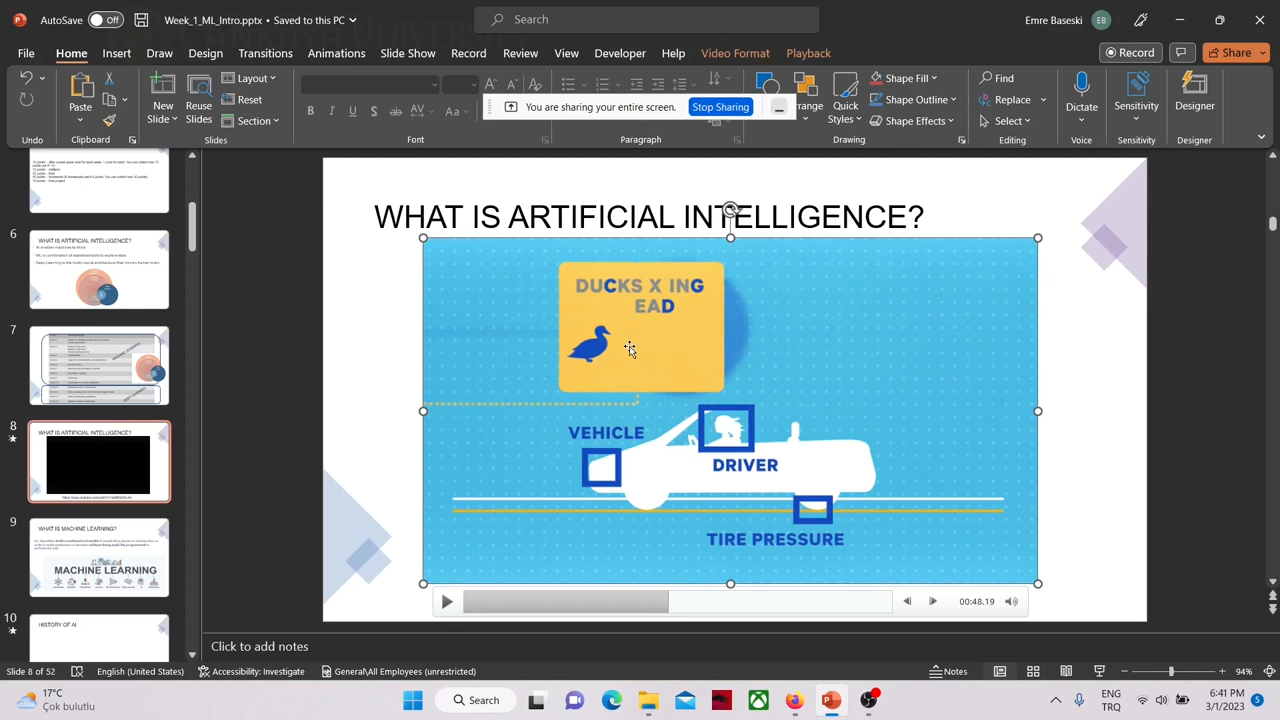 AutoSave Off Week_1_ML_Intro.pptx • Saved to this PC Search Emre Baseski EB
File Home Insert Draw Design Transitions Animations Slide Show Record Review View Developer Help Video Format Playback Record Share
Paste New Slide Reuse Slides Layout Reset Section
You are sharing your entire screen. Stop Sharing
Quick Styles Shape Fill Shape Outline Shape Effects Find Replace Select Dictate Sensitivity Designer
Undo Clipboard Slides Font Paragraph Drawing Editing Voice Sensitivity Designer
6
WHAT IS ARTIFICIAL INTELLIGENCE?
7
8
WHAT IS ARTIFICIAL INTELLIGENCE?
9
WHAT IS MACHINE LEARNING?
MACHINE LEARNING
10
HISTORY OF AI
WHAT IS ARTIFICIAL INTELLIGENCE?
DUCKS X ING
EAD
VEHICLE
DRIVER
TIRE PRESSURE
00:48.19
Click to add notes
Slide 8 of 52 English (United States) Accessibility: Investigate General\All Employees (unrestricted) Notes 94%
17°C
Çok bulutlu
Search
ENG
TRQ
6:41 PM
3/1/2023
5